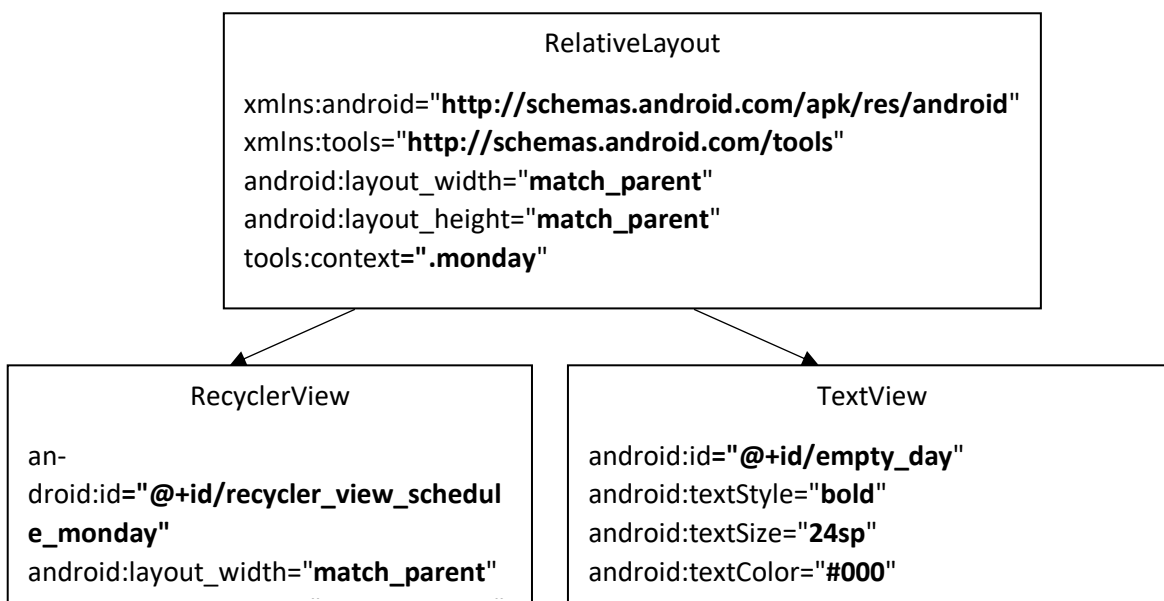 RelativeLayout
xmlns:android="http://schemas.android.com/apk/res/android"
xmlns:tools="http://schemas.android.com/tools"
android:layout_width="match_parent"
android:layout_height="match_parent"
tools:context=".monday"
RecyclerView
an-
droid:id="@+id/recycler_view_schedul
e_monday"
android:layout_width="match_parent"
TextView
android:id="@+id/empty_day"
android:textStyle="bold"
android:textSize="24sp"
android:textColor="#000"